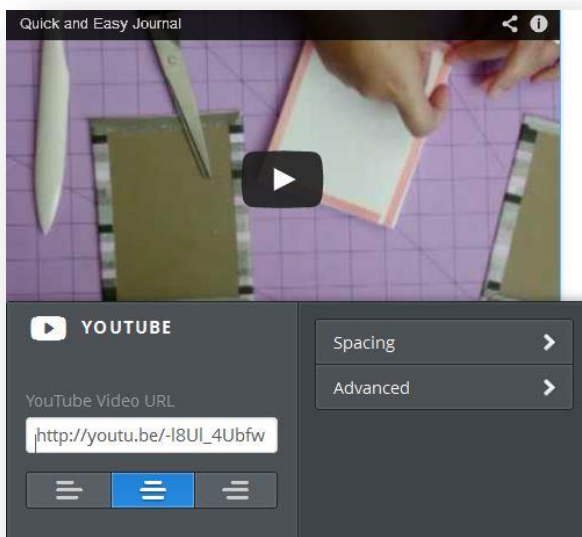 Quick and Easy Journal
YOUTUBE
YouTube Video URL
http://youtu.be/-l8Ul_4Ubfw
Spacing
Advanced